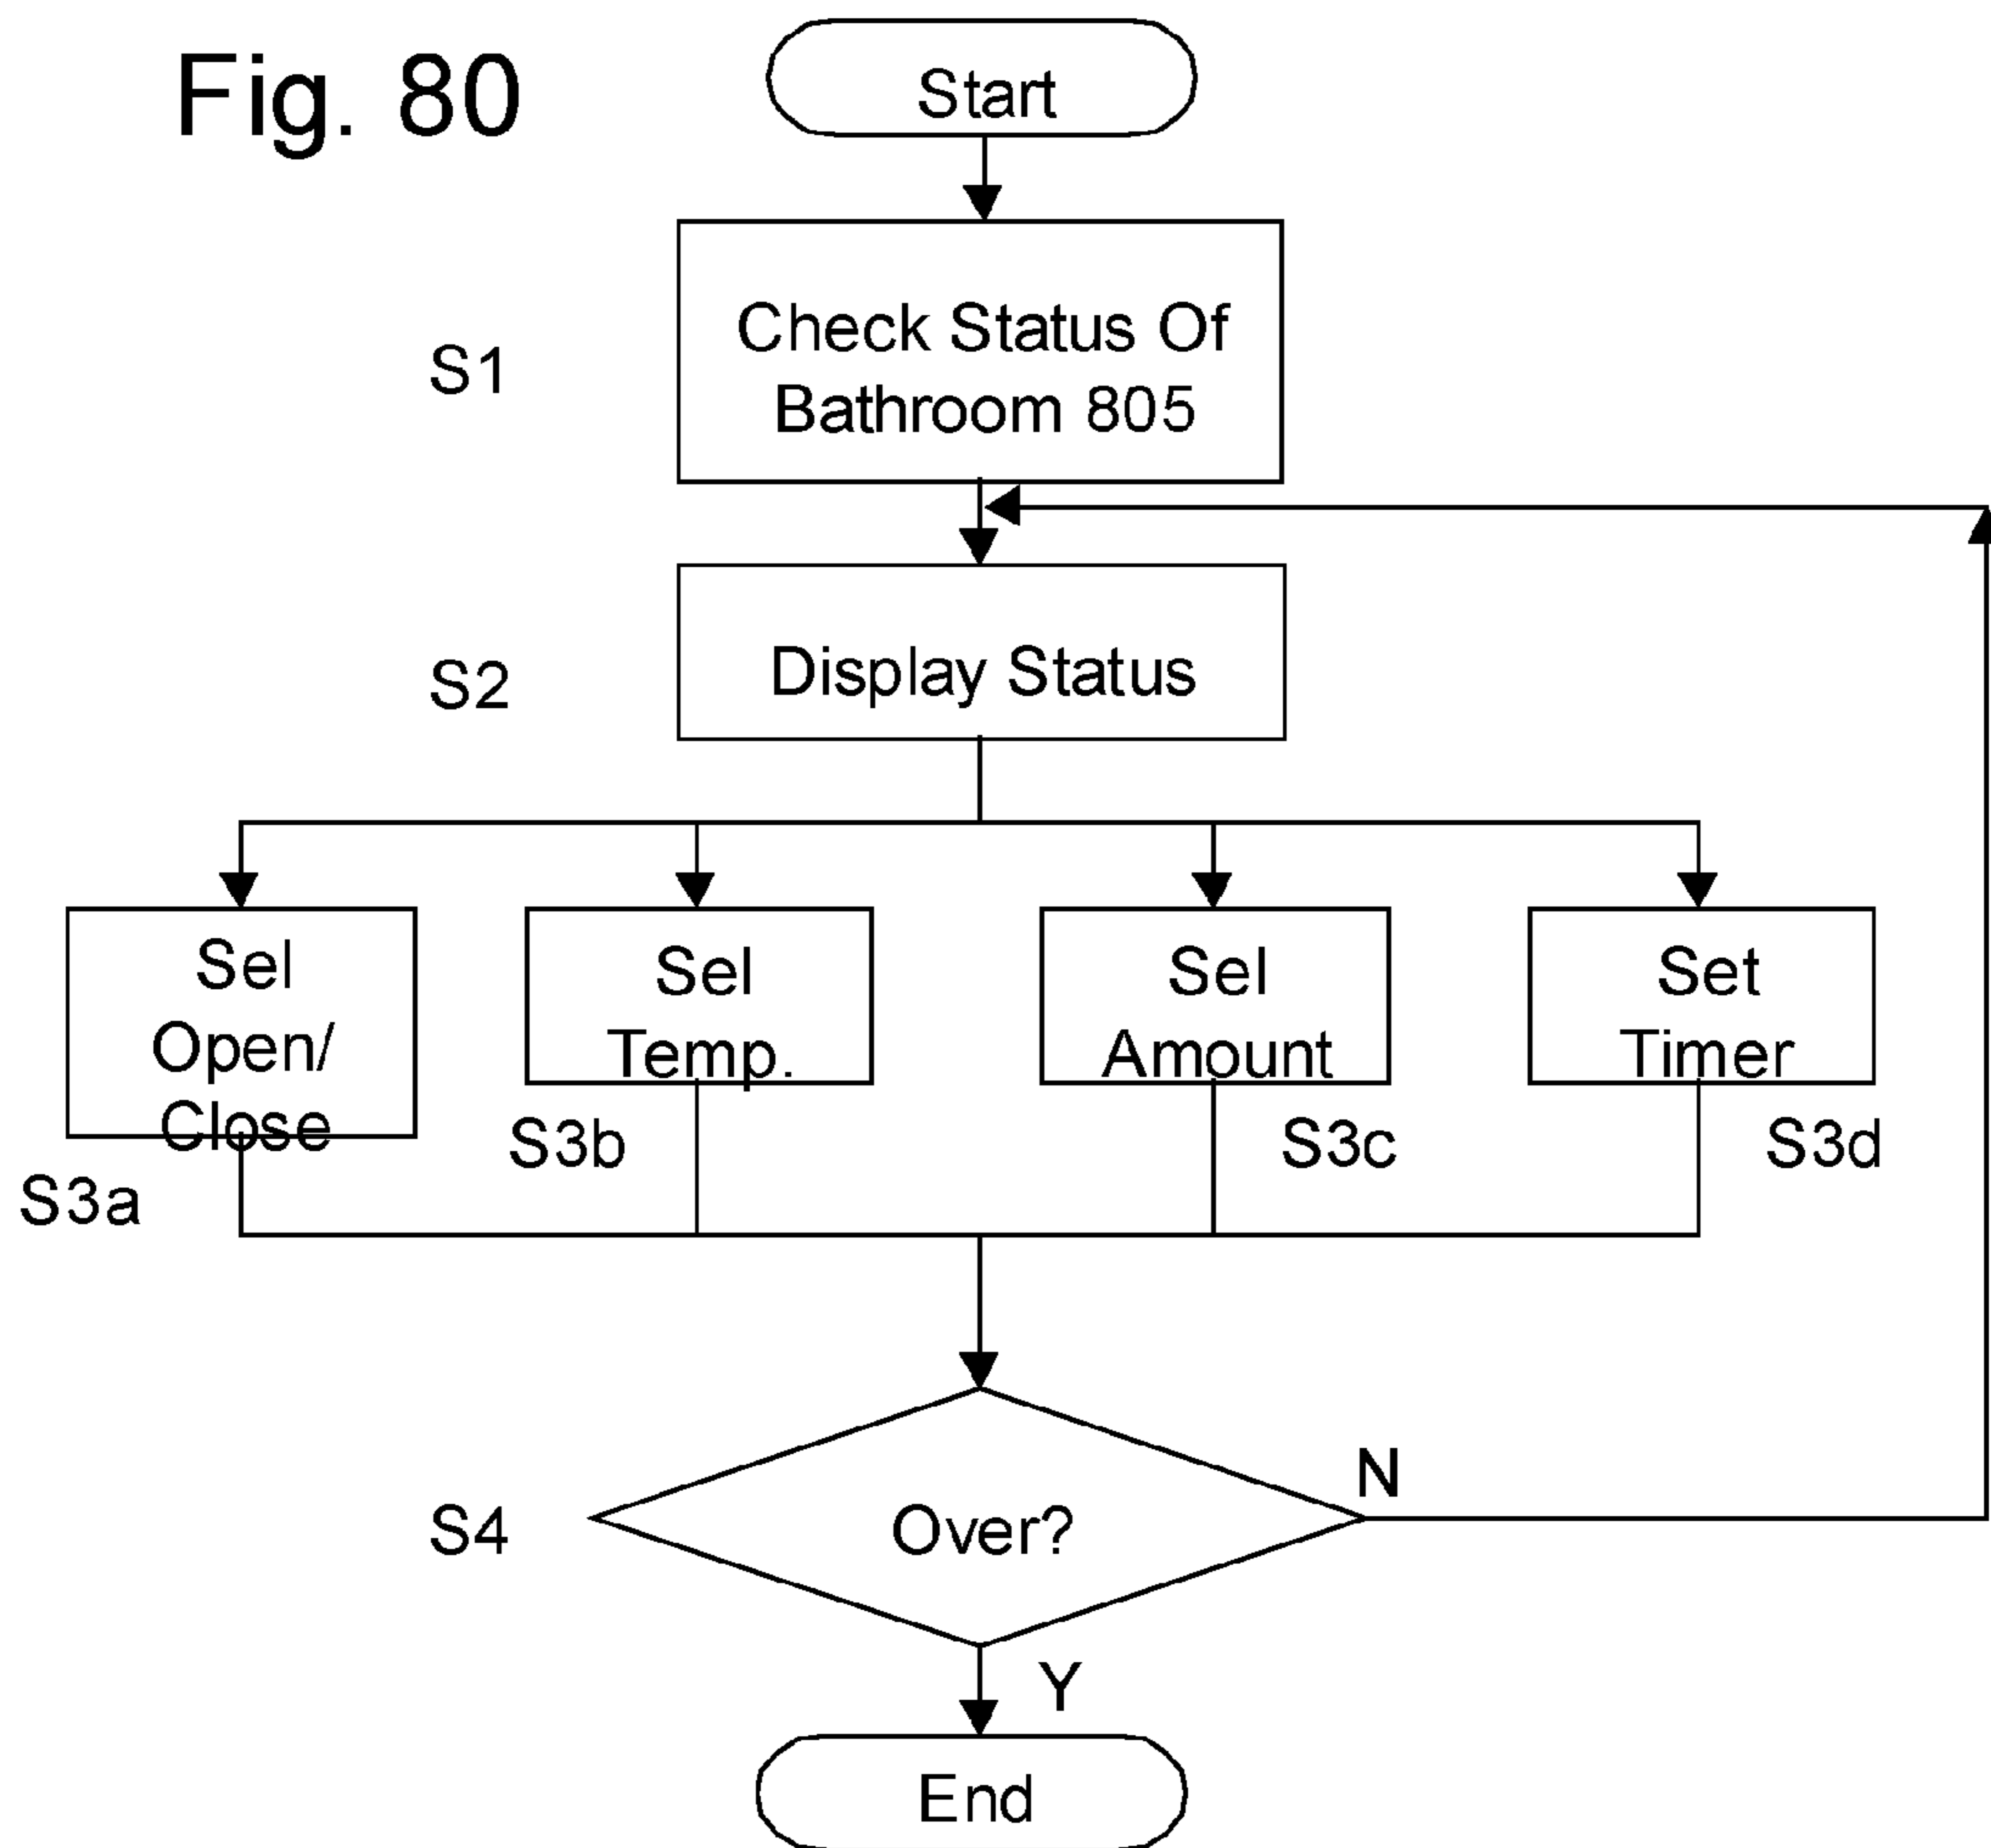 Fig. 80
Start
S1
Check Status Of
Bathroom 805
S2
Display Status
Sel
Open/
Close
S3a
Sel
Temp.
S3b
Sel
Amount
S3c
Set
Timer
S3d
S4
Over?
N
Y
End